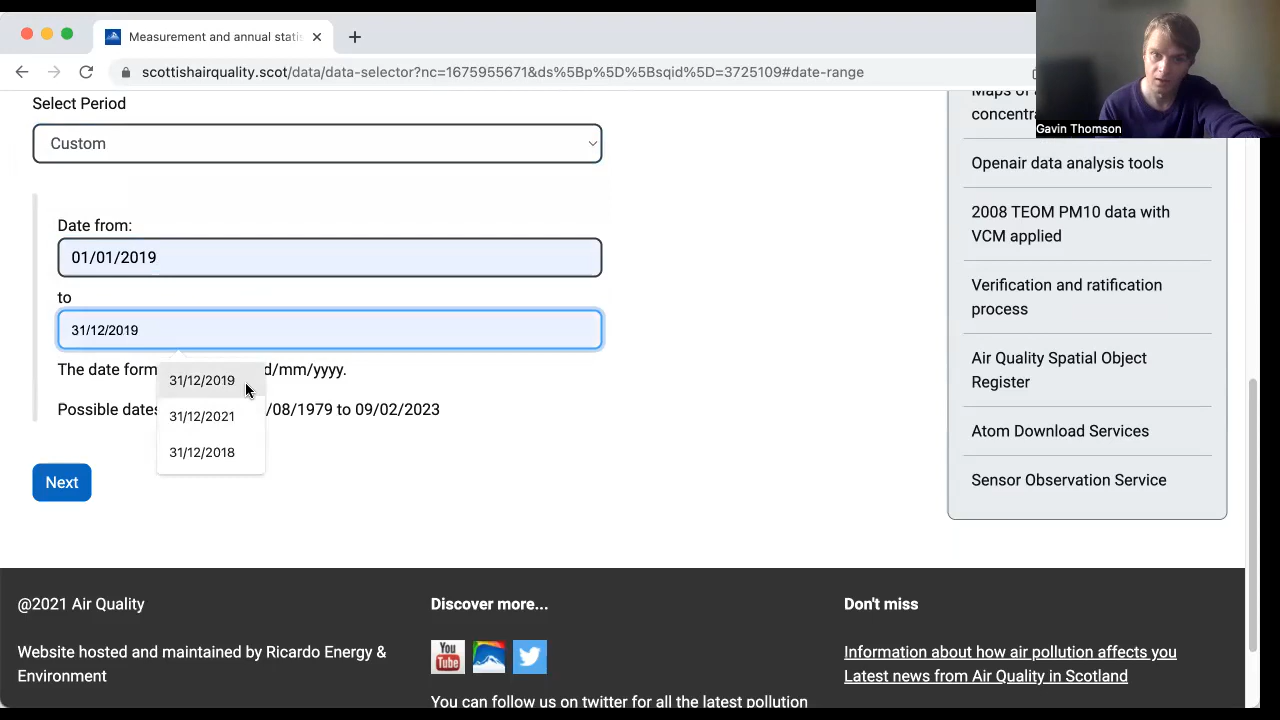 Measurement and annual statis
scottishairquality.scot/data/data-selector?nc=1675955671&ds%5Bp%5D%5Bsqid%5D=3725109#date-range
Gavin Thomson
Select Period
Custom
Date from:
01/01/2019
to
31/12/2019
The date form
d/mm/yyyy.
Possible dates
/08/1979 to 09/02/2023
31/12/2019
31/12/2021
31/12/2018
Next
Maps of
concentra
Openair data analysis tools
2008 TEOM PM10 data with
VCM applied
Verification and ratification
process
Air Quality Spatial Object
Register
Atom Download Services
Sensor Observation Service
@2021 Air Quality
Website hosted and maintained by Ricardo Energy &
Environment
Discover more...
You Tube
You can follow us on twitter for all the latest pollution
Don't miss
Information about how air pollution affects you
Latest news from Air Quality in Scotland